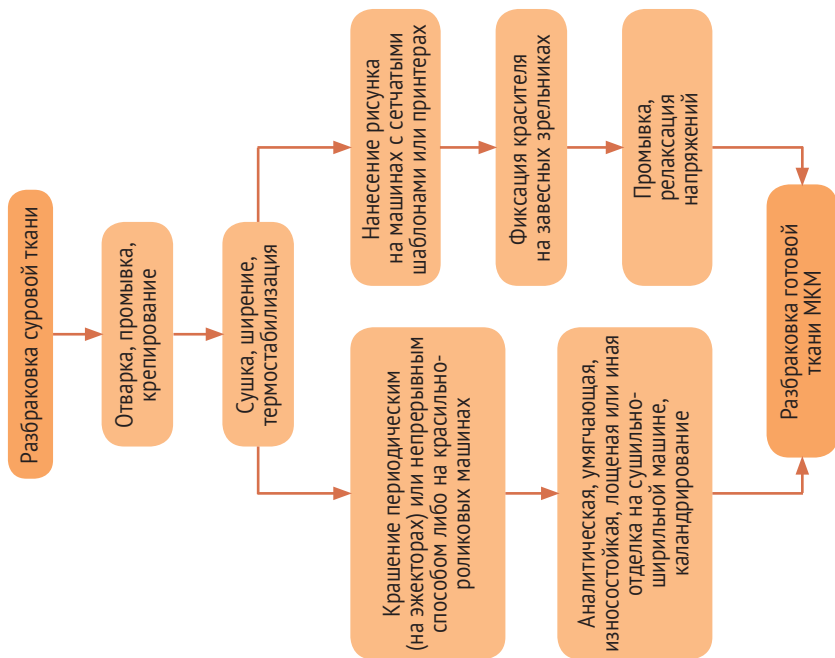 Разбраковка суровой ткани
Отварка, промывка,
крепирование
Сушка, ширение,
термостабилизация
Крашение периодическим
(на эжекторах) или непрерывным
способом либо на красильно-
роликовых машинах
Аналитическая, умягчающая,
износостойкая, лощеная или иная
отделка на сушильно-
ширильной машине,
каландрирование
Нанесение рисунка
на машинах с сетчатыми
шаблонами или принтерах
Фиксация красителя
на завесных зрельниках
Промывка,
релаксация
напряжений
Разбраковка готовой
ткани МКМ